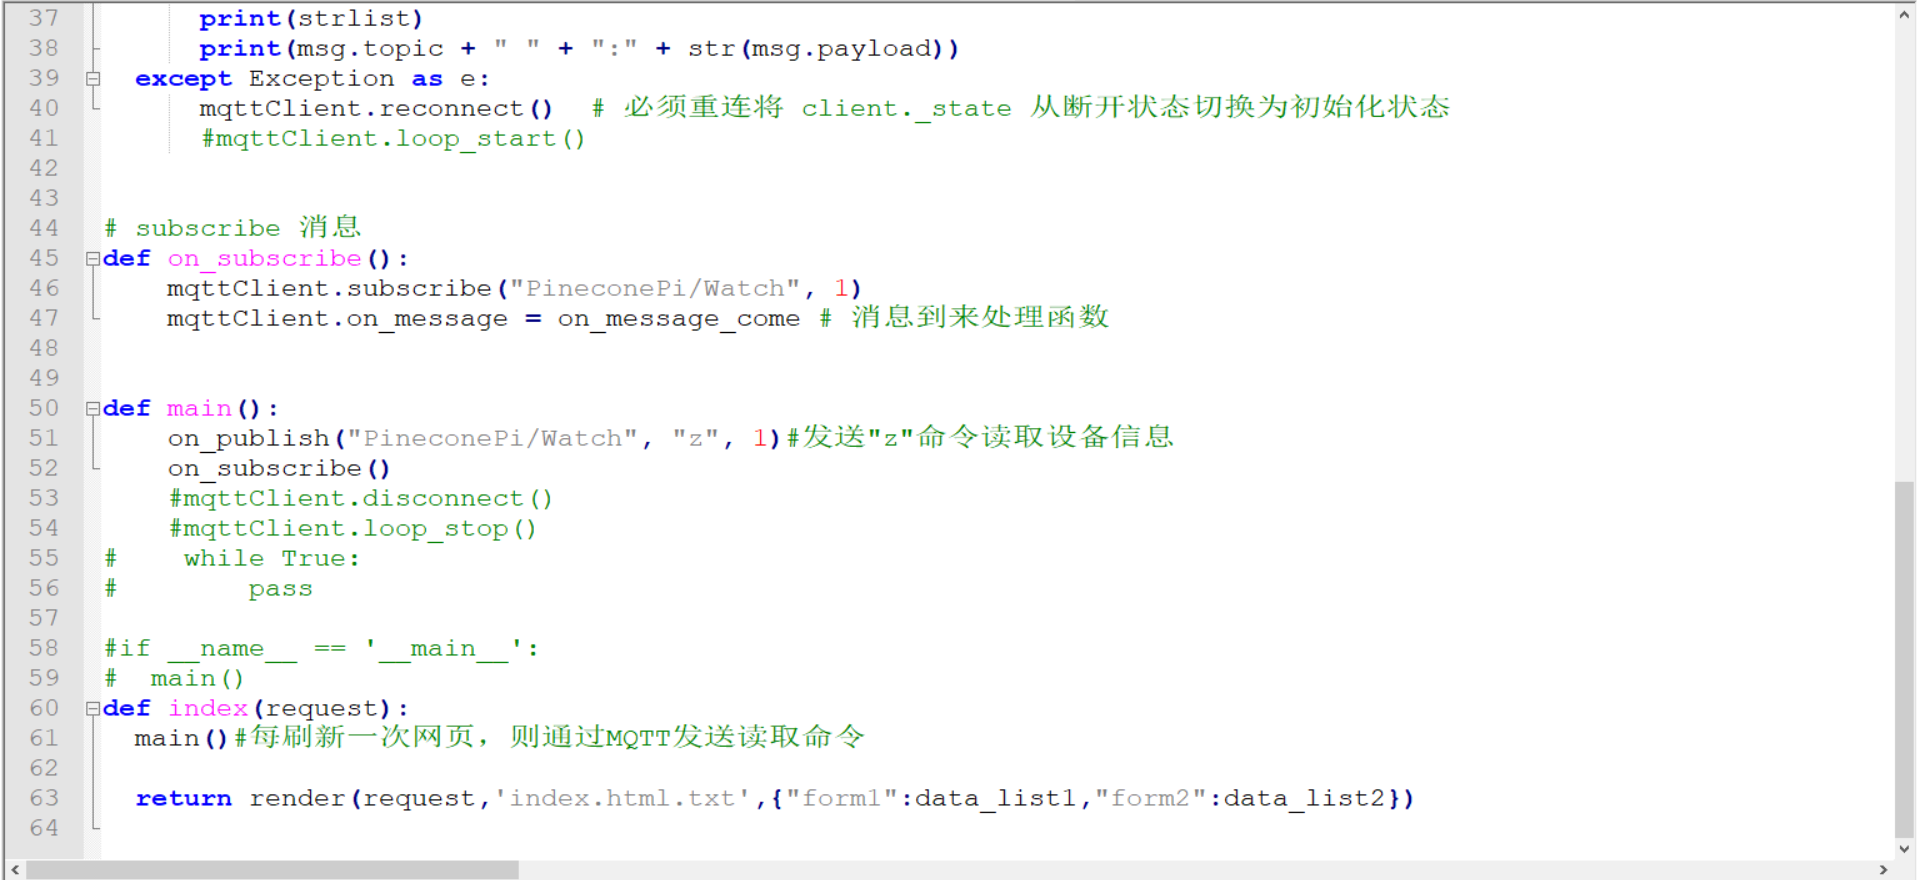 37 print(strlist)
38 print(msg.topic + " " + ":" + str(msg.payload))
39 except Exception as e:
40 mqttClient.reconnect()  # 必须重连将 client._state 从断开状态切换为初始化状态
41 #mqttClient.loop_start()
42
43
44 # subscribe 消息
45 def on_subscribe():
46 mqttClient.subscribe("PineconePi/Watch", 1)
47 mqttClient.on_message = on_message_come # 消息到来处理函数
48
49
50 def main():
51 on_publish("PineconePi/Watch", "z", 1)#发送"z"命令读取设备信息
52 on_subscribe()
53 #mqttClient.disconnect()
54 #mqttClient.loop_stop()
55 #    while True:
56 #        pass
57
58 #if __name__ == '__main__':
59 #  main()
60 def index(request):
61 main()#每刷新一次网页，则通过MQTT发送读取命令
62
63 return render(request,'index.html.txt',{"form1":data_list1,"form2":data_list2})
64